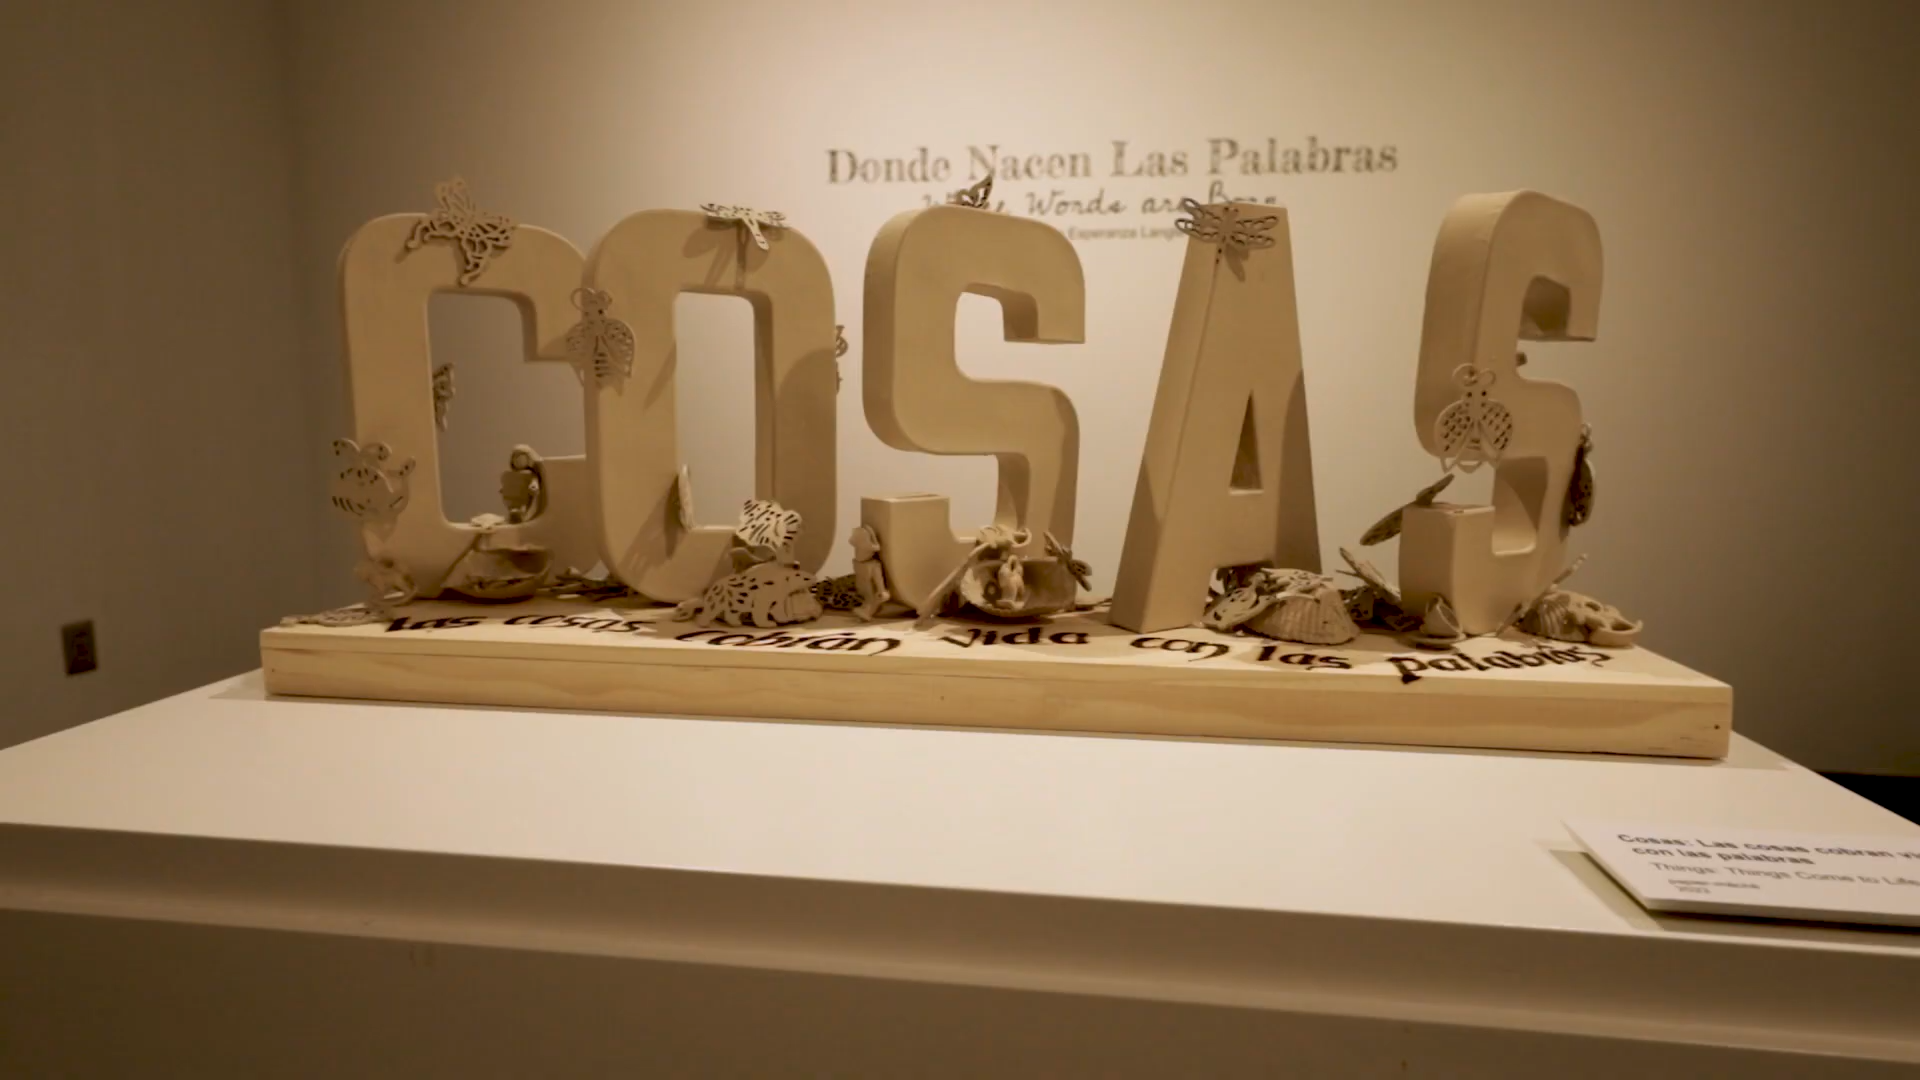 Donde Nacen Las Palabras
Words are
Esperanza
COSAS
las cosas cobran vida con las palabras
Cosas: Las cosas cobran
con las palabras
Things: Things Come to Life
2022